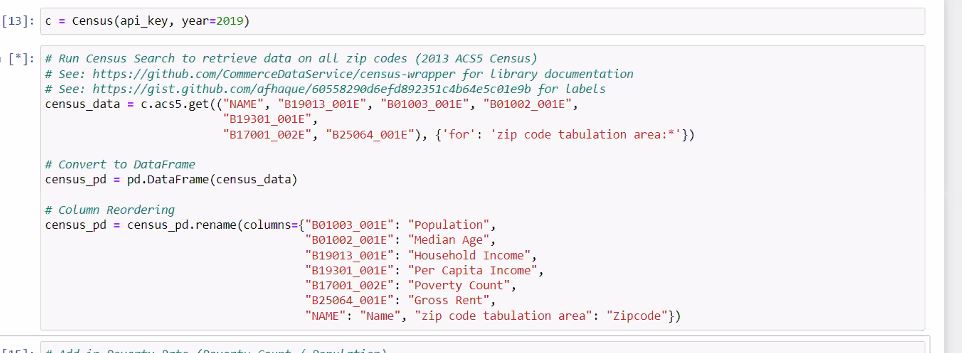 [13]: c = Census(api_key, year=2019)
[*]: # Run Census Search to retrieve data on all zip codes (2013 ACS5 Census)
# See: https://github.com/CommerceDataService/census-wrapper for library documentation
# See: https://gist.github.com/afhaque/60558290d6efd892351c4b64e5c01e9b for labels
census_data = c.acs5.get(("NAME", "B19013_001E", "B01003_001E", "B01002_001E",
"B19301_001E",
"B17001_002E", "B25064_001E"), {'for': 'zip code tabulation area:*'})
# Convert to DataFrame
census_pd = pd.DataFrame(census_data)
# Column Reordering
census_pd = census_pd.rename(columns={"B01003_001E": "Population",
"B01002_001E": "Median Age",
"B19013_001E": "Household Income",
"B19301_001E": "Per Capita Income",
"B17001_002E": "Poverty Count",
"B25064_001E": "Gross Rent",
"NAME": "Name", "zip code tabulation area": "Zipcode"})
[15]: # Add in Poverty Rate (Poverty Count / Population)